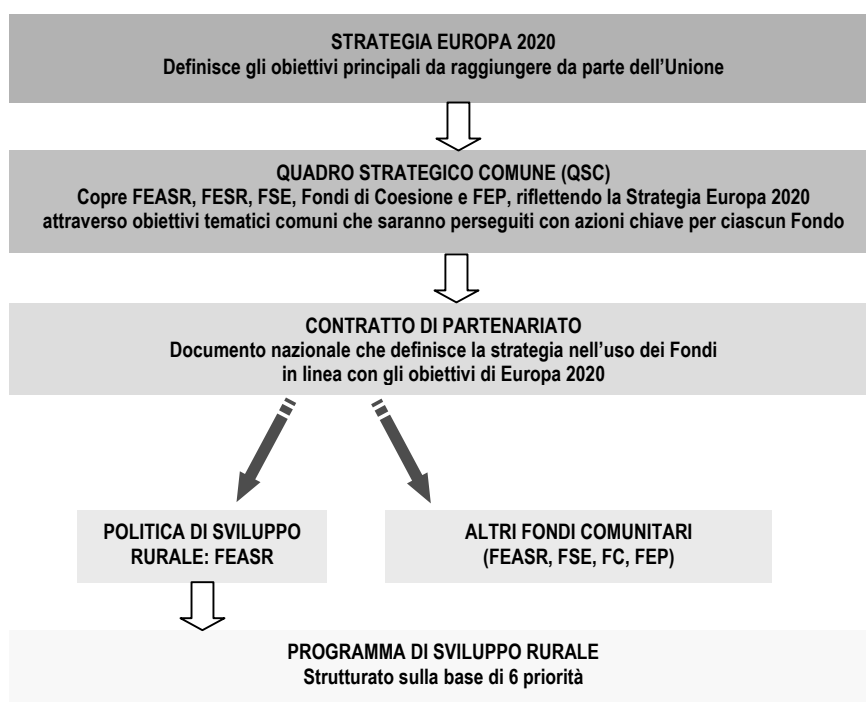 STRATEGIA EUROPA 2020
Definisce gli obiettivi principali da raggiungere da parte dell'Unione
QUADRO STRATEGICO COMUNE (QSC)
Copre FEASR, FESR, FSE, Fondi di Coesione e FEP, riflettendo la Strategia Europa 2020
attraverso obiettivi tematici comuni che saranno perseguiti con azioni chiave per ciascun Fondo
CONTRATTO DI PARTENARIATO
Documento nazionale che definisce la strategia nell'uso dei Fondi
in linea con gli obiettivi di Europa 2020
POLITICA DI SVILUPPO
RURALE: FEASR
ALTRI FONDI COMUNITARI
(FEASR, FSE, FC, FEP)
PROGRAMMA DI SVILUPPO RURALE
Strutturato sulla base di 6 priorità